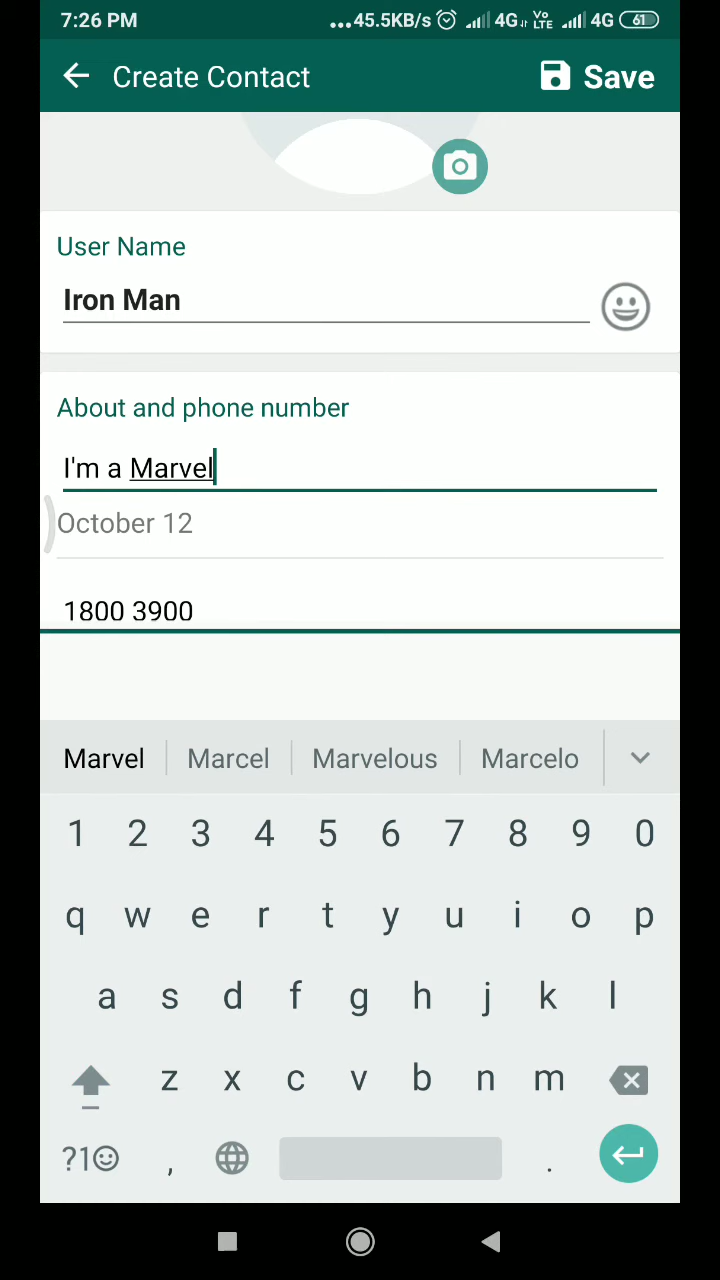 7:26 PM ...45.5KB/s 4G Vo LTE 4G 61
Create Contact Save
User Name
Iron Man
About and phone number
I'm a Marvel
October 12
1800 3900
Marvel Marcel Marvelous Marcelo
1 2 3 4 5 6 7 8 9 0
q w e r t y u i o p
a s d f g h j k l
z x c v b n m
?1☺ , .